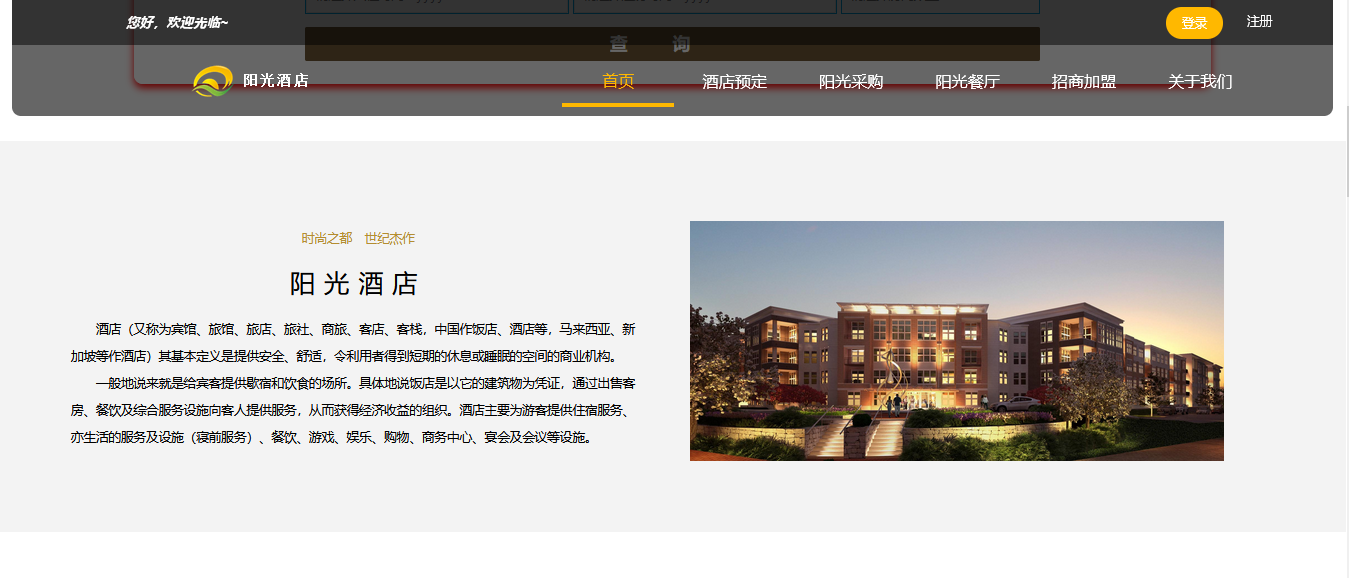 您好，欢迎光临~
登录
注册
查 询
阳光酒店
首页
酒店预定
阳光采购
阳光餐厅
招商加盟
关于我们
时尚之都 世纪杰作
阳光酒店
酒店（又称为宾馆、旅馆、旅店、旅社、商旅、客店、客栈，中国作饭店、酒店等，马来西亚、新
加坡等作酒店）其基本定义是提供安全、舒适，令利用者得到短期的休息或睡眠的空间的商业机构。
一般地说来就是给宾客提供歇宿和饮食的场所。具体地说饭店是以它的建筑物为凭证，通过出售客
房、餐饮及综合服务设施向客人提供服务，从而获得经济收益的组织。酒店主要为游客提供住宿服务、
亦生活的服务及设施（寝前服务）、餐饮、游戏、娱乐、购物、商务中心、宴会及会议等设施。